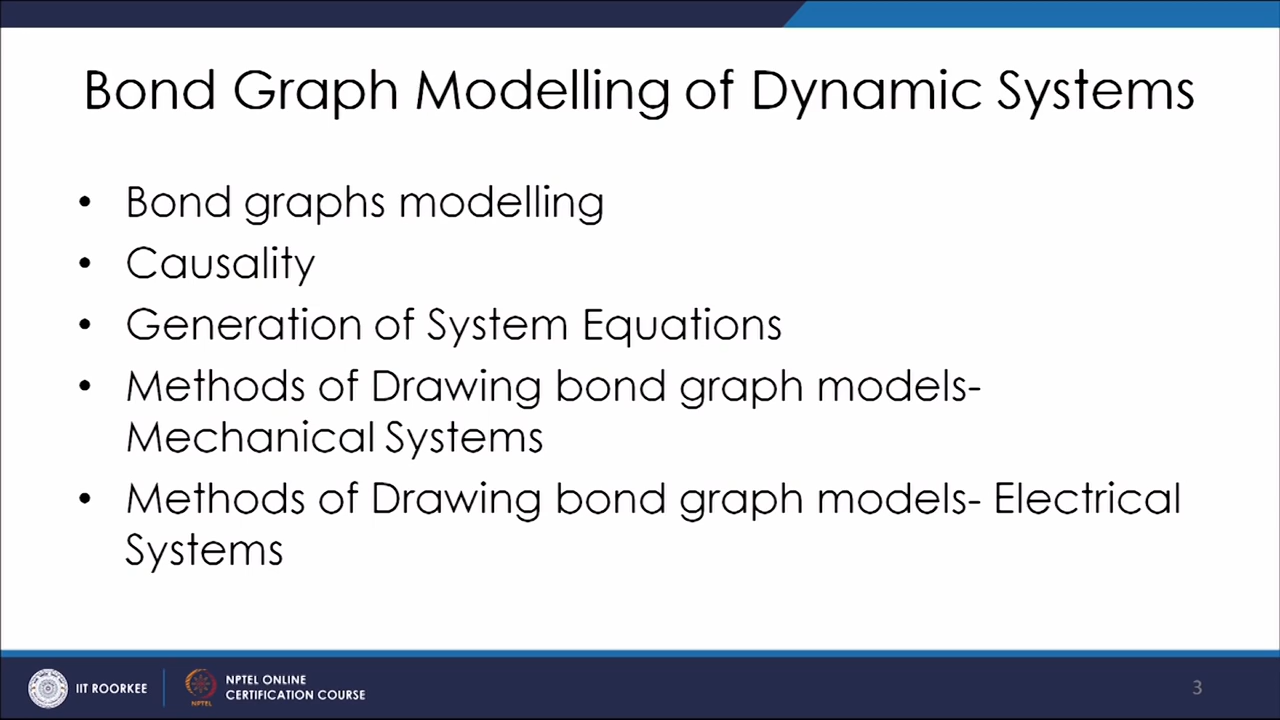 Bond Graph Modelling of Dynamic Systems
• Bond graphs modelling
• Causality
• Generation of System Equations
• Methods of Drawing bond graph models-
Mechanical Systems
• Methods of Drawing bond graph models- Electrical
Systems
IIT ROORKEE
NPTEL
NPTEL ONLINE
CERTIFICATION COURSE
3